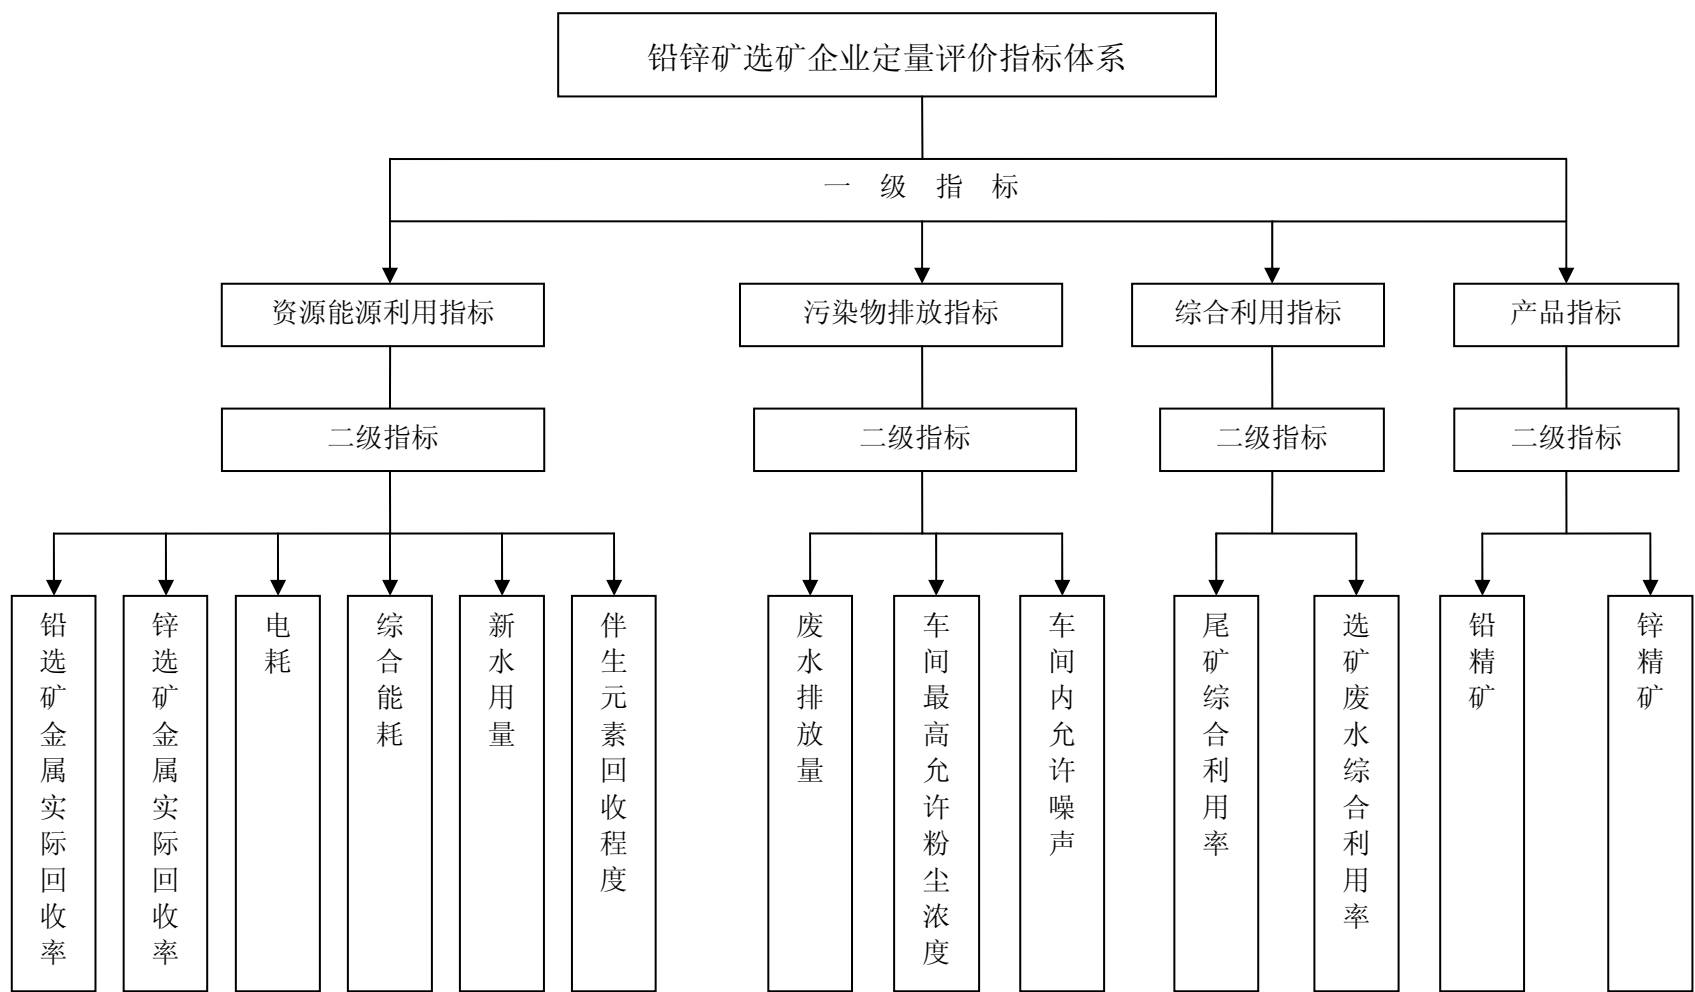 铅锌矿选矿企业定量评价指标体系
一 级 指 标
资源能源利用指标
污染物排放指标
综合利用指标
产品指标
二级指标
二级指标
二级指标
二级指标
铅选矿金属实际回收率
锌选矿金属实际回收率
电耗
综合能耗
新水用量
伴生元素回收程度
废水排放量
车间最高允许粉尘浓度
车间内允许噪声
尾矿综合利用率
选矿废水综合利用率
铅精矿
锌精矿